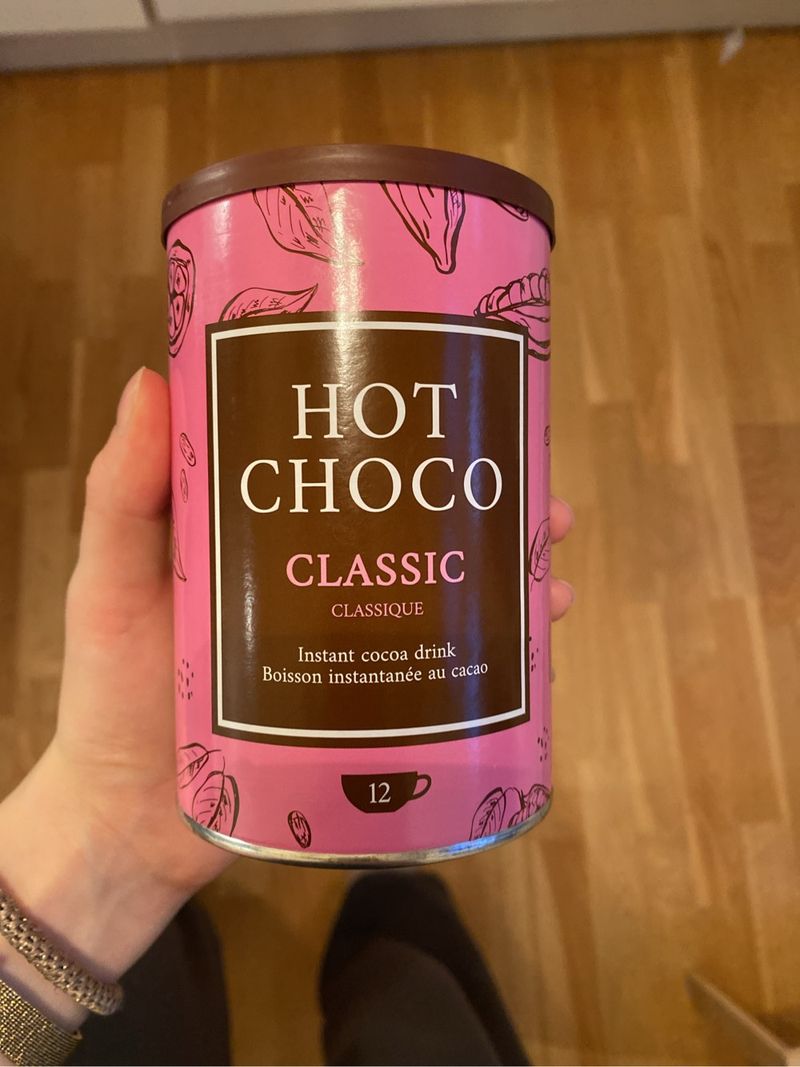 HOT
CHOCO
CLASSIC
CLASSIQUE
Instant cocoa drink
Boisson instantanée au cacao
12